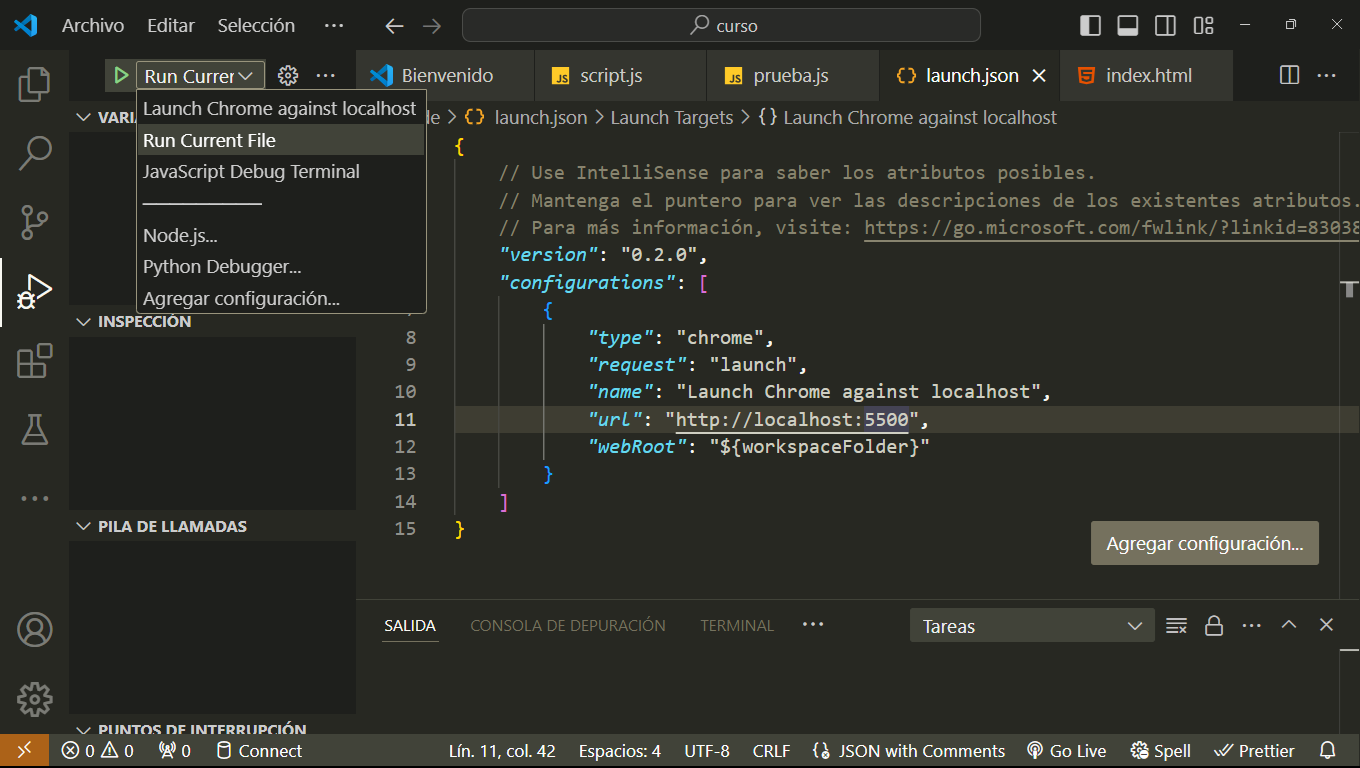 Archivo Editar Selección ···
curso
Run Currer
Bienvenido
JS script.js
JS prueba.js
{} launch.json
index.html
VARIA
Launch Chrome against localhost
Run Current File
JavaScript Debug Terminal
Node.js...
Python Debugger...
Agregar configuración...
{} launch.json > Launch Targets > {} Launch Chrome against localhost
{
// Use IntelliSense para saber los atributos posibles.
// Mantenga el puntero para ver las descripciones de los existentes atributos.
// Para más información, visite: https://go.microsoft.com/fwlink/?linkid=83038
"version": "0.2.0",
"configurations": [
{
8 "type": "chrome",
9 "request": "launch",
10 "name": "Launch Chrome against localhost",
11 "url": "http://localhost:5500",
12 "webRoot": "${workspaceFolder}"
13 }
14 ]
15 }
INSPECCIÓN
PILA DE LLAMADAS
PUNTOS DE INTERRUPCIÓN
Agregar configuración...
SALIDA CONSOLA DE DEPURACIÓN TERMINAL ···
Tareas
0 0 0 Connect Lín. 11, col. 42 Espacios: 4 UTF-8 CRLF JSON with Comments Go Live Spell Prettier